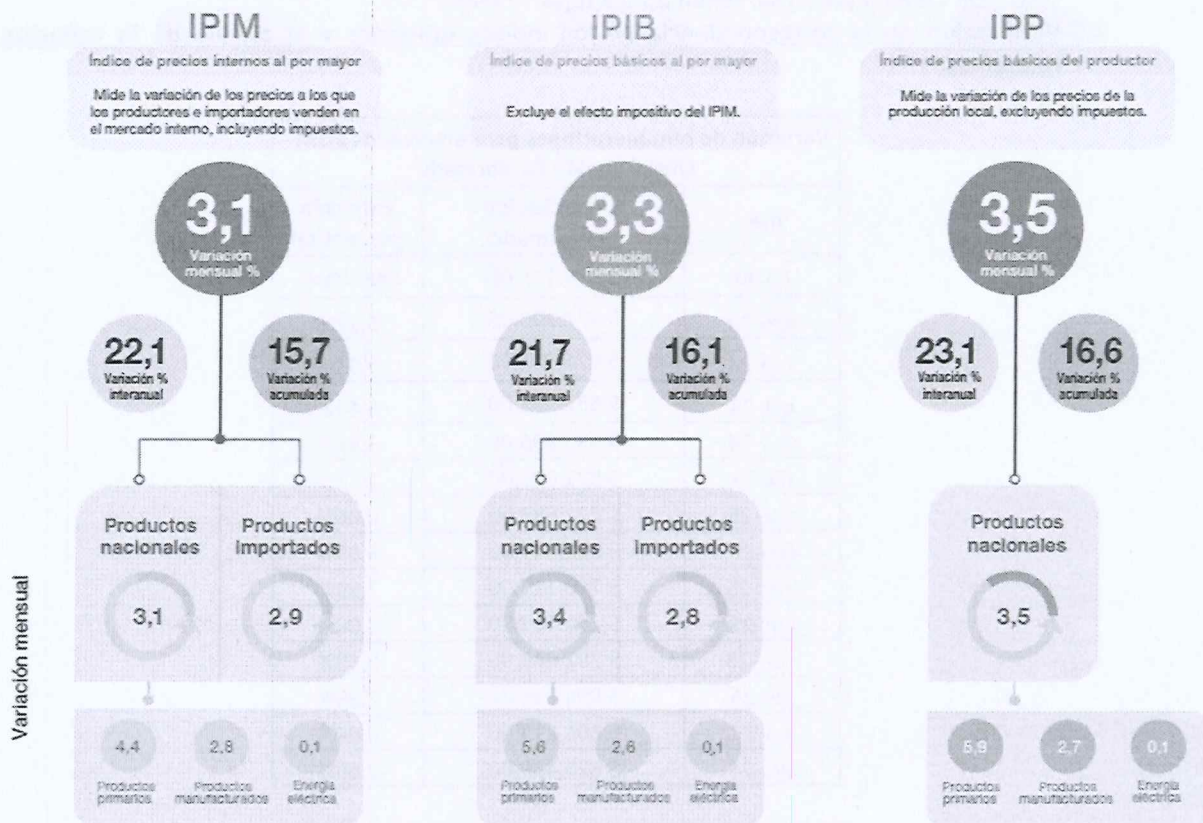 IPIM
Índice de precios internos al por mayor
Mide la variación de los precios a los que
los productores e importadores venden en
el mercado interno, incluyendo impuestos.
3,1
Variación
mensual %
22,1
Variación %
interanual
15,7
Variación %
acumulada
Productos
nacionales
3,1
Productos
importados
2,9
4,4
Productos
primarios
2,8
Productos
manufacturados
0,1
Energía
eléctrica
IPIB
Índice de precios básicos al por mayor
Excluye el efecto impositivo del IPIM.
3,3
Variación
mensual %
21,7
Variación %
interanual
16,1
Variación %
acumulada
Productos
nacionales
3,4
Productos
importados
2,8
5,6
Productos
primarios
2,6
Productos
manufacturados
0,1
Energía
eléctrica
IPP
Índice de precios básicos del productor
Mide la variación de los precios de la
producción local, excluyendo impuestos.
3,5
Variación
mensual %
23,1
Variación %
interanual
16,6
Variación %
acumulada
Productos
nacionales
3,5
5,9
Productos
primarios
2,7
Productos
manufacturados
0,1
Energía
eléctrica
Variación mensual